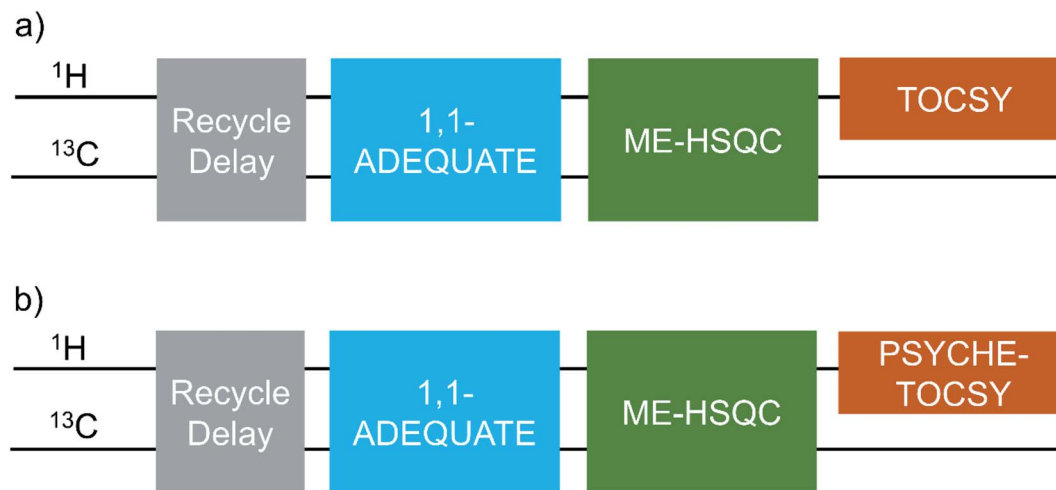 a)
¹H
¹³C
Recycle
Delay
1,1-
ADEQUATE
ME-HSQC
TOCSY
b)
¹H
¹³C
Recycle
Delay
1,1-
ADEQUATE
ME-HSQC
PSYCHE-
TOCSY